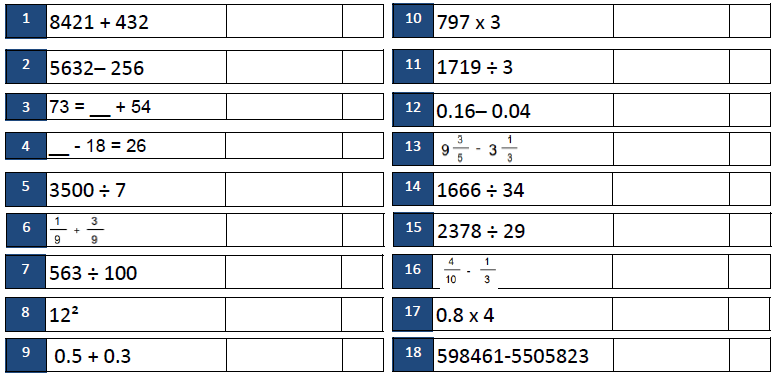 1 8421 + 432
2 5632– 256
3 73 = __ + 54
4 __ - 18 = 26
5 3500 ÷ 7
6 1/9 + 3/9
7 563 ÷ 100
8 12²
9 0.5 + 0.3
10 797 x 3
11 1719 ÷ 3
12 0.16– 0.04
13 9 3/5 - 3 1/3
14 1666 ÷ 34
15 2378 ÷ 29
16 4/10 - 1/3
17 0.8 x 4
18 598461-5505823